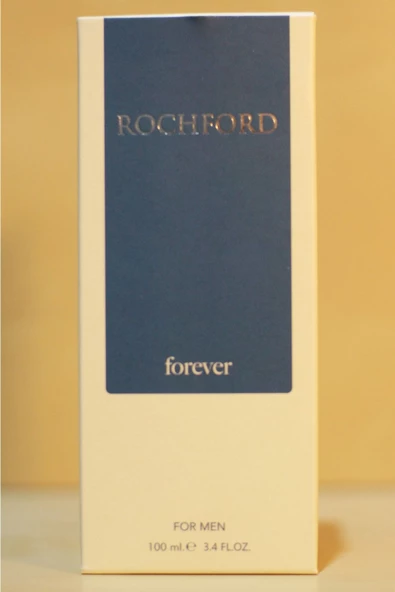 ROCHFORD
forever
FOR MEN
100 ml. ℮ 3.4 FL.OZ.